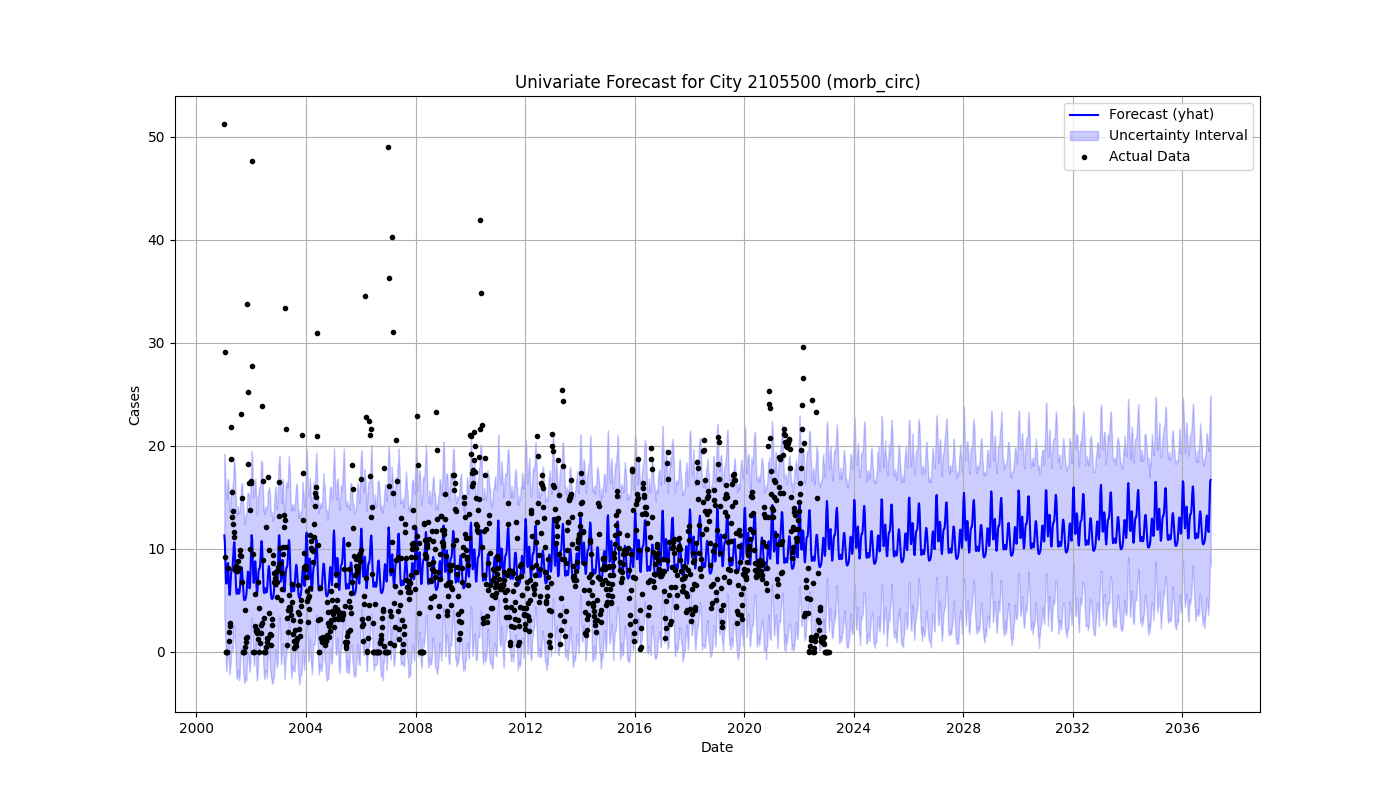 Univariate Forecast for City 2105500 (morb_circ)
Forecast (yhat)
Uncertainty Interval
Actual Data
Cases
50
40
30
20
10
0
2000 2004 2008 2012 2016 2020 2024 2028 2032 2036
Date